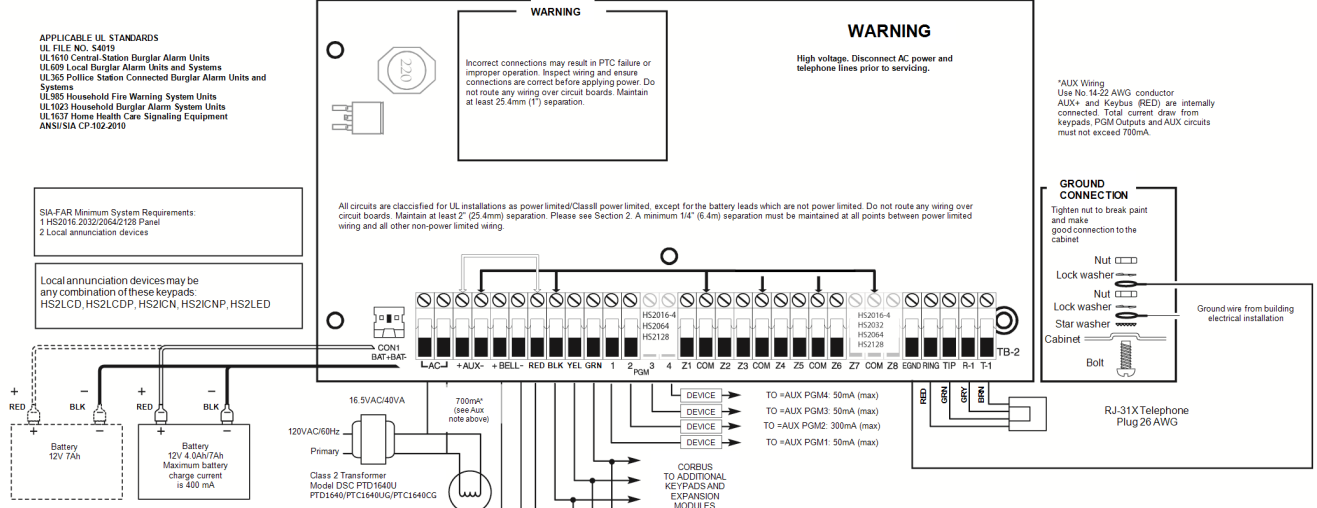 APPLICABLE UL STANDARDS
UL FILE NO. S4019
UL1610 Central-Station Burglar Alarm Units
UL609 Local Burglar Alarm Units and Systems
UL365 Pollice Station Connected Burglar Alarm Units and
Systems
UL985 Household Fire Warning System Units
UL1023 Household Burglar Alarm System Units
UL1637 Home Health Care Signaling Equipment
ANSI/SIA CP-102-2010
SIA-FAR Minimum System Requirements:
1 HS2016.2032/2064/2128 Panel
2 Local annunciation devices
Local annunciation devices may be
any combination of these keypads:
HS2LCD, HS2LCDP, HS2ICN, HS2ICNP, HS2LED
220
WARNING
Incorrect connections may result in PTC failure or
improper operation. Inspect wiring and ensure
connections are correct before applying power. Do
not route any wiring over circuit boards. Maintain
at least 25.4mm (1") separation.
WARNING
High voltage. Disconnect AC power and
telephone lines prior to servicing.
*AUX Wiring
Use No.14-22 AWG conductor
AUX+ and Keybus (RED) are internally
connected. Total current draw from
keypads, PGM Outputs and AUX circuits
must not exceed 700mA.
All circuits are claccisfied for UL installations as power limited/ClassII power limited, except for the battery leads which are not power limited. Do not route any wiring over
circuit boards. Maintain at least 2" (25.4mm) separation. Please see Section 2. A minimum 1/4" (6.4m) separation must be maintained at all points between power limited
wiring and all other non-power limited wiring.
GROUND
CONNECTION
Tighten nut to break paint
and make
good connection to the
cabinet
Nut
Lock washer
Nut
Lock washer
Star washer
Cabinet
Bolt
Ground wire from building
electrical installation
HS2016-4
HS2064
HS2128
HS2016-4
HS2032
HS2064
HS2128
TB-2
CON1
BAT+BAT-
AC +AUX- +BELL- RED BLK YEL GRN 1 2 PGM 3 4 Z1 COM Z2 Z3 COM Z4 Z5 COM Z6 Z7 COM Z8 EGND RING TIP R-1 T-1
+ − + −
RED BLK RED BLK
+ − + −
Battery
12V 7Ah
Battery
12V 4.0Ah/7Ah
Maximum battery
charge current
is 400 mA
16.5VAC/40VA
120VAC/60Hz
Primary
Class 2 Transformer
Model DSC PTD1640U
PTD1640/PTC1640UG/PTC1640CG
700mA*
(see Aux
note above)
DEVICE TO =AUX PGM4: 50mA (max)
DEVICE TO =AUX PGM3: 50mA (max)
DEVICE TO =AUX PGM2: 300mA (max)
DEVICE TO =AUX PGM1: 50mA (max)
CORBUS
TO ADDITIONAL
KEYPADS AND
EXPANSION
MODULES
RED GRN GRY BRN
RJ-31X Telephone
Plug 26 AWG